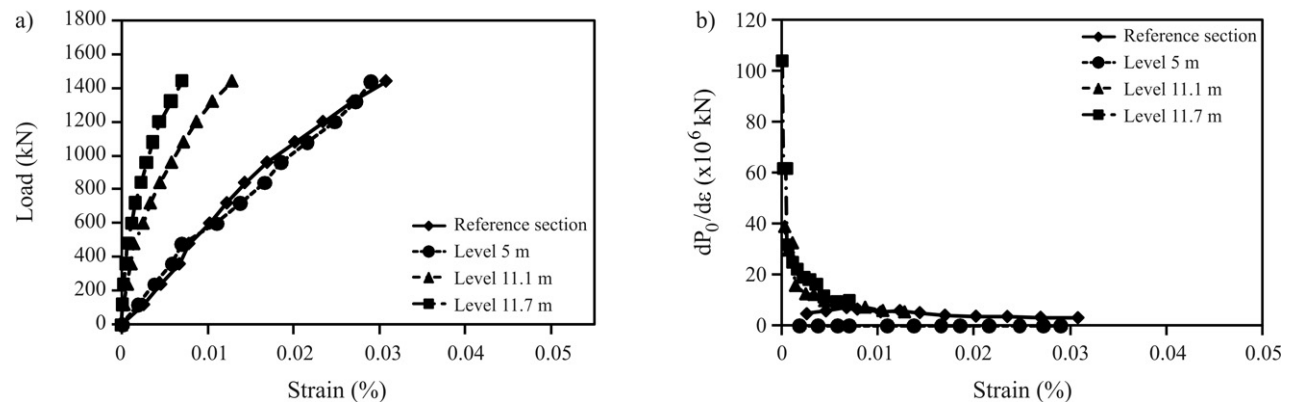 a)
Load (kN)
1800
1600
1400
1200
1000
800
600
400
200
0
0
0.01
0.02
0.03
0.04
0.05
Strain (%)
Reference section
Level 5 m
Level 11.1 m
Level 11.7 m
b)
dP₀/dε (x10⁶ kN)
120
100
80
60
40
20
0
0
0.01
0.02
0.03
0.04
0.05
Strain (%)
Reference section
Level 5 m
Level 11.1 m
Level 11.7 m